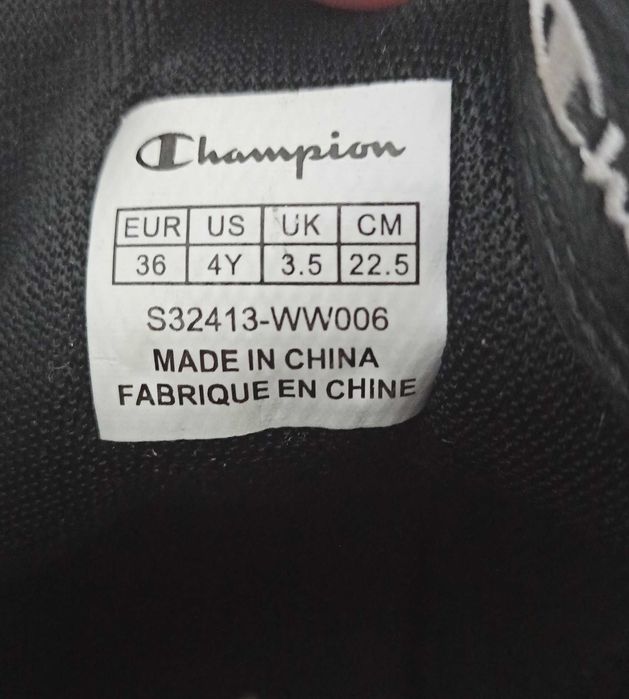 Champion
EUR US UK CM
36 4Y 3.5 22.5
S32413-WW006
MADE IN CHINA
FABRIQUE EN CHINE